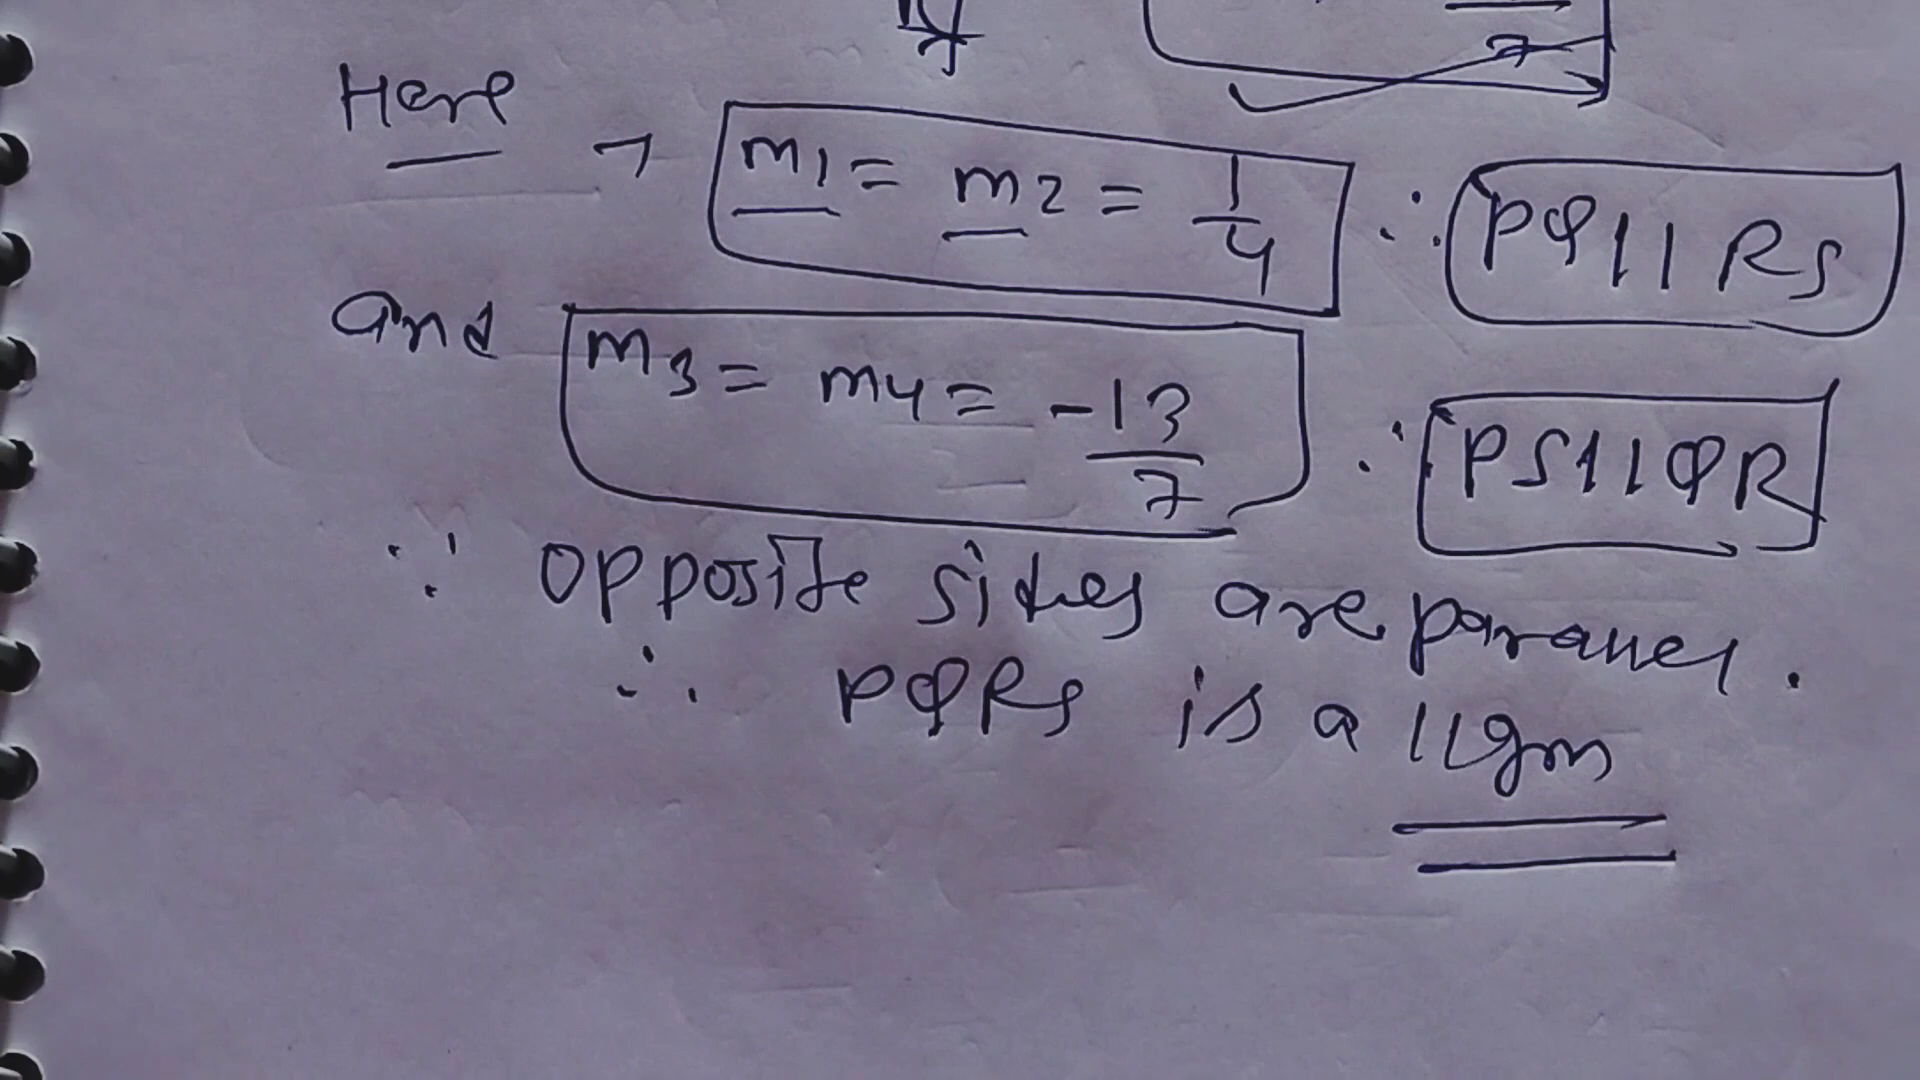 Here → m1 = m2 = 1/4 ∴ PQ || RS
and m3 = m4 = -13/7 ∴ PS || QR
∵ opposite sides are parallel.
∴ PQRS is a ||gm